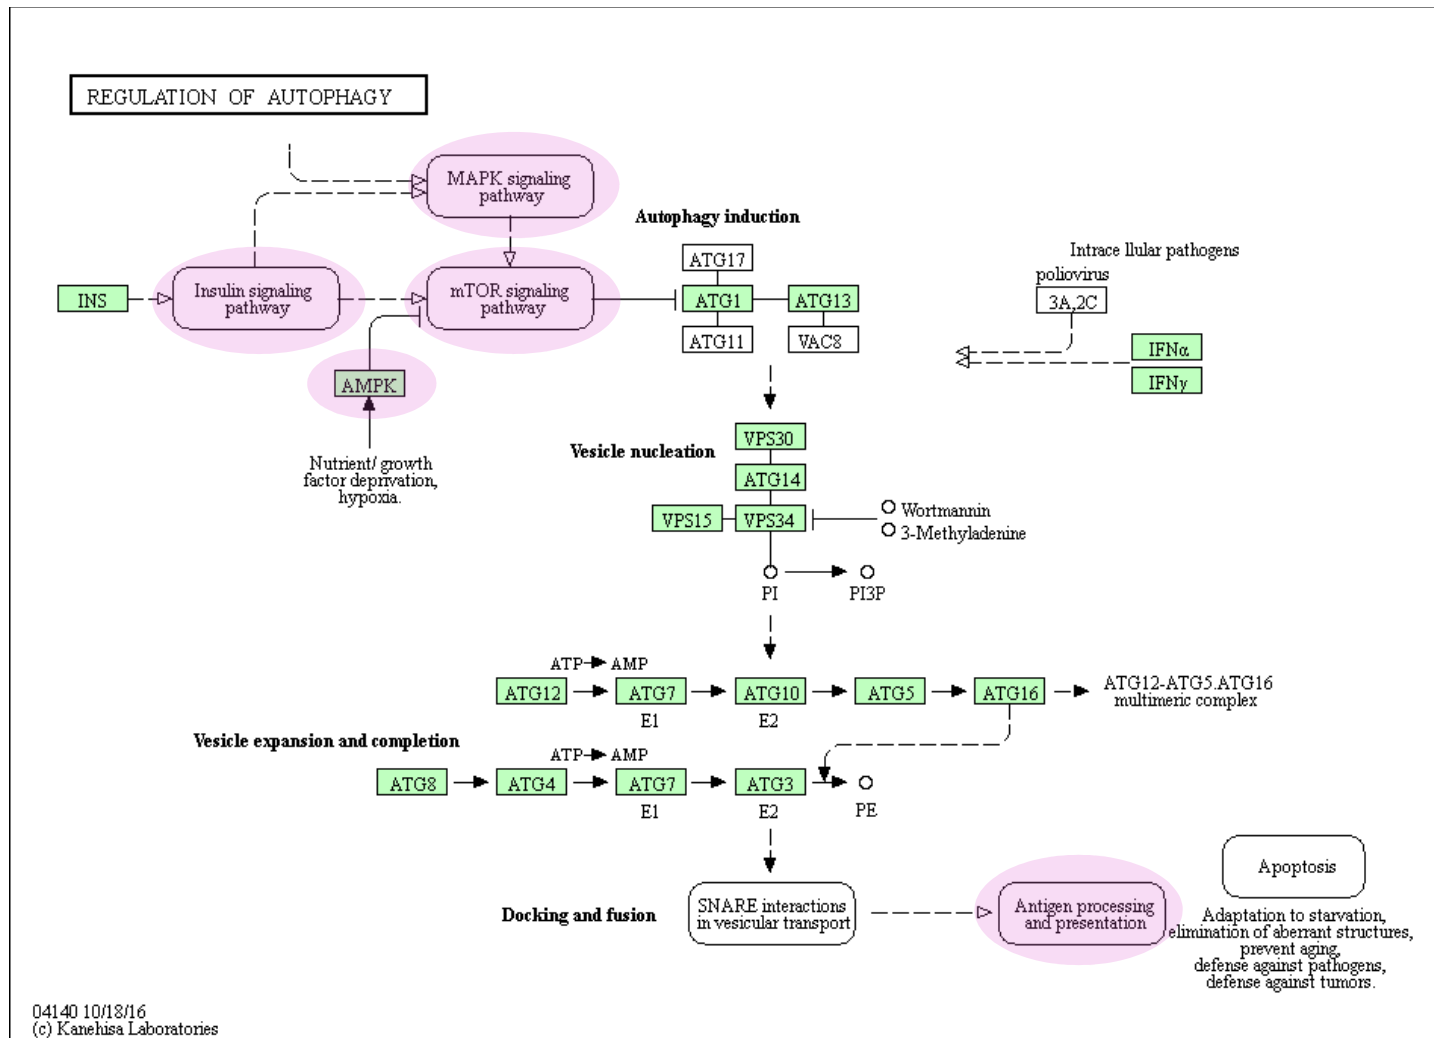 REGULATION OF AUTOPHAGY
MAPK signaling
pathway
Autophagy induction
ATG17
Intrace llular pathogens
poliovirus
INS
Insulin signaling
pathway
mTOR signaling
pathway
ATG1
ATG13
3A,2C
ATG11
VAC8
IFNα
AMPK
IFNγ
Nutrient/ growth
factor deprivation,
hypoxia.
VPS30
Vesicle nucleation
ATG14
VPS15
VPS34
Wortmannin
3-Methyladenine
PI
PI3P
ATP
AMP
ATG12
ATG7
ATG10
ATG5
ATG16
ATG12-ATG5.ATG16
multimeric complex
E1
E2
Vesicle expansion and completion
ATP
AMP
ATG8
ATG4
ATG7
ATG3
E1
E2
PE
Apoptosis
Docking and fusion
SNARE interactions
in vesicular transport
Antigen processing
and presentation
Adaptation to starvation,
elimination of aberrant structures,
prevent aging,
defense against pathogens,
defense against tumors.
04140 10/18/16
(c) Kanehisa Laboratories